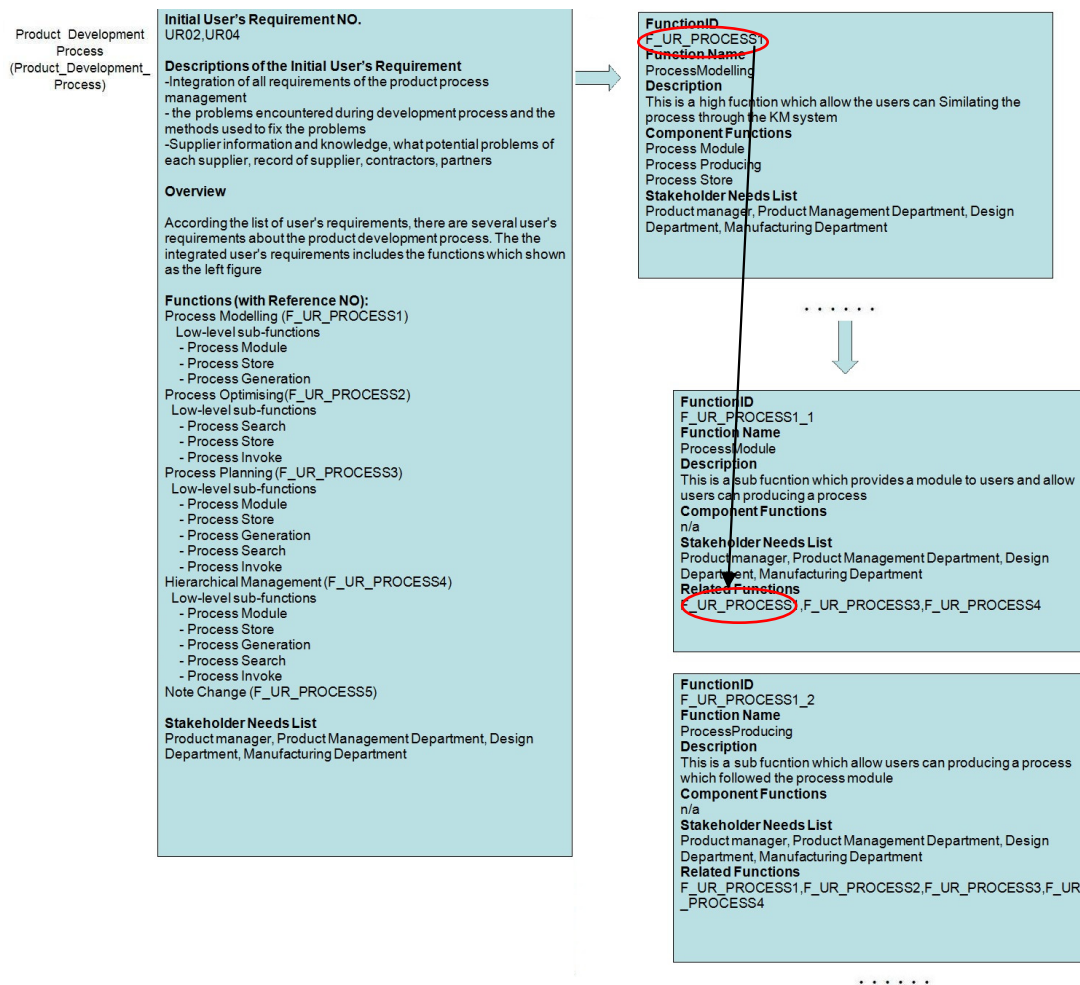 Product Development
Process
(Product_Development_
Process)
Initial User's Requirement NO.
UR02,UR04
Descriptions of the Initial User's Requirement
-Integration of all requirements of the product process
management
- the problems encountered during development process and the
methods used to fix the problems
-Supplier information and knowledge, what potential problems of
each supplier, record of supplier, contractors, partners
Overview
According the list of user's requirements, there are several user's
requirements about the product development process. The the
integrated user's requirements includes the functions which shown
as the left figure
Functions (with Reference NO):
Process Modelling (F_UR_PROCESS1)
Low-level sub-functions
- Process Module
- Process Store
- Process Generation
Process Optimising(F_UR_PROCESS2)
Low-level sub-functions
- Process Search
- Process Store
- Process Invoke
Process Planning (F_UR_PROCESS3)
Low-level sub-functions
- Process Module
- Process Store
- Process Generation
- Process Search
- Process Invoke
Hierarchical Management (F_UR_PROCESS4)
Low-level sub-functions
- Process Module
- Process Store
- Process Generation
- Process Search
- Process Invoke
Note Change (F_UR_PROCESS5)
Stakeholder Needs List
Product manager, Product Management Department, Design
Department, Manufacturing Department
FunctionID
F_UR_PROCESS1
Function Name
ProcessModelling
Description
This is a high fucntion which allow the users can Similating the
process through the KM system
Component Functions
Process Module
Process Producing
Process Store
Stakeholder Needs List
Product manager, Product Management Department, Design
Department, Manufacturing Department
. . . . . .
FunctionID
F_UR_PROCESS1_1
Function Name
ProcessModule
Description
This is a sub fucntion which provides a module to users and allow
users can producing a process
Component Functions
n/a
Stakeholder Needs List
Product manager, Product Management Department, Design
Department, Manufacturing Department
Related Functions
F_UR_PROCESS1,F_UR_PROCESS3,F_UR_PROCESS4
FunctionID
F_UR_PROCESS1_2
Function Name
ProcessProducing
Description
This is a sub fucntion which allow users can producing a process
which followed the process module
Component Functions
n/a
Stakeholder Needs List
Product manager, Product Management Department, Design
Department, Manufacturing Department
Related Functions
F_UR_PROCESS1,F_UR_PROCESS2,F_UR_PROCESS3,F_UR
_PROCESS4
. . . . . .